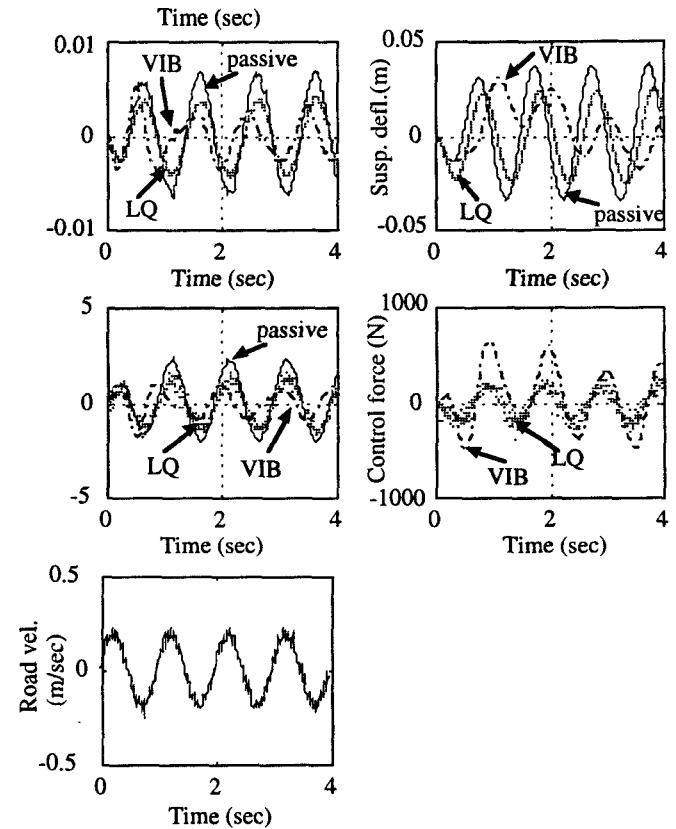 Time (sec)
0.01
0
-0.01
VIB
passive
LQ
0
2
4
Time (sec)
Susp. defl.(m)
0.05
0
-0.05
VIB
LQ
passive
0
2
4
Time (sec)
5
0
-5
passive
LQ
VIB
0
2
4
Time (sec)
Control force (N)
1000
0
-1000
VIB
LQ
0
2
4
Time (sec)
Road vel.
(m/sec)
0.5
0
-0.5
0
2
4
Time (sec)